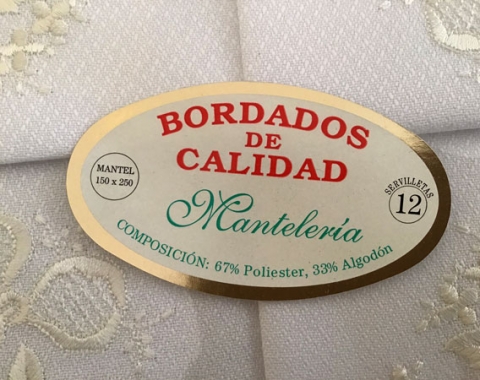 BORDADOS
DE
CALIDAD
MANTEL
150 x 250
SERVILLETAS
12
Mantelería
COMPOSICIÓN: 67% Poliester, 33% Algodón